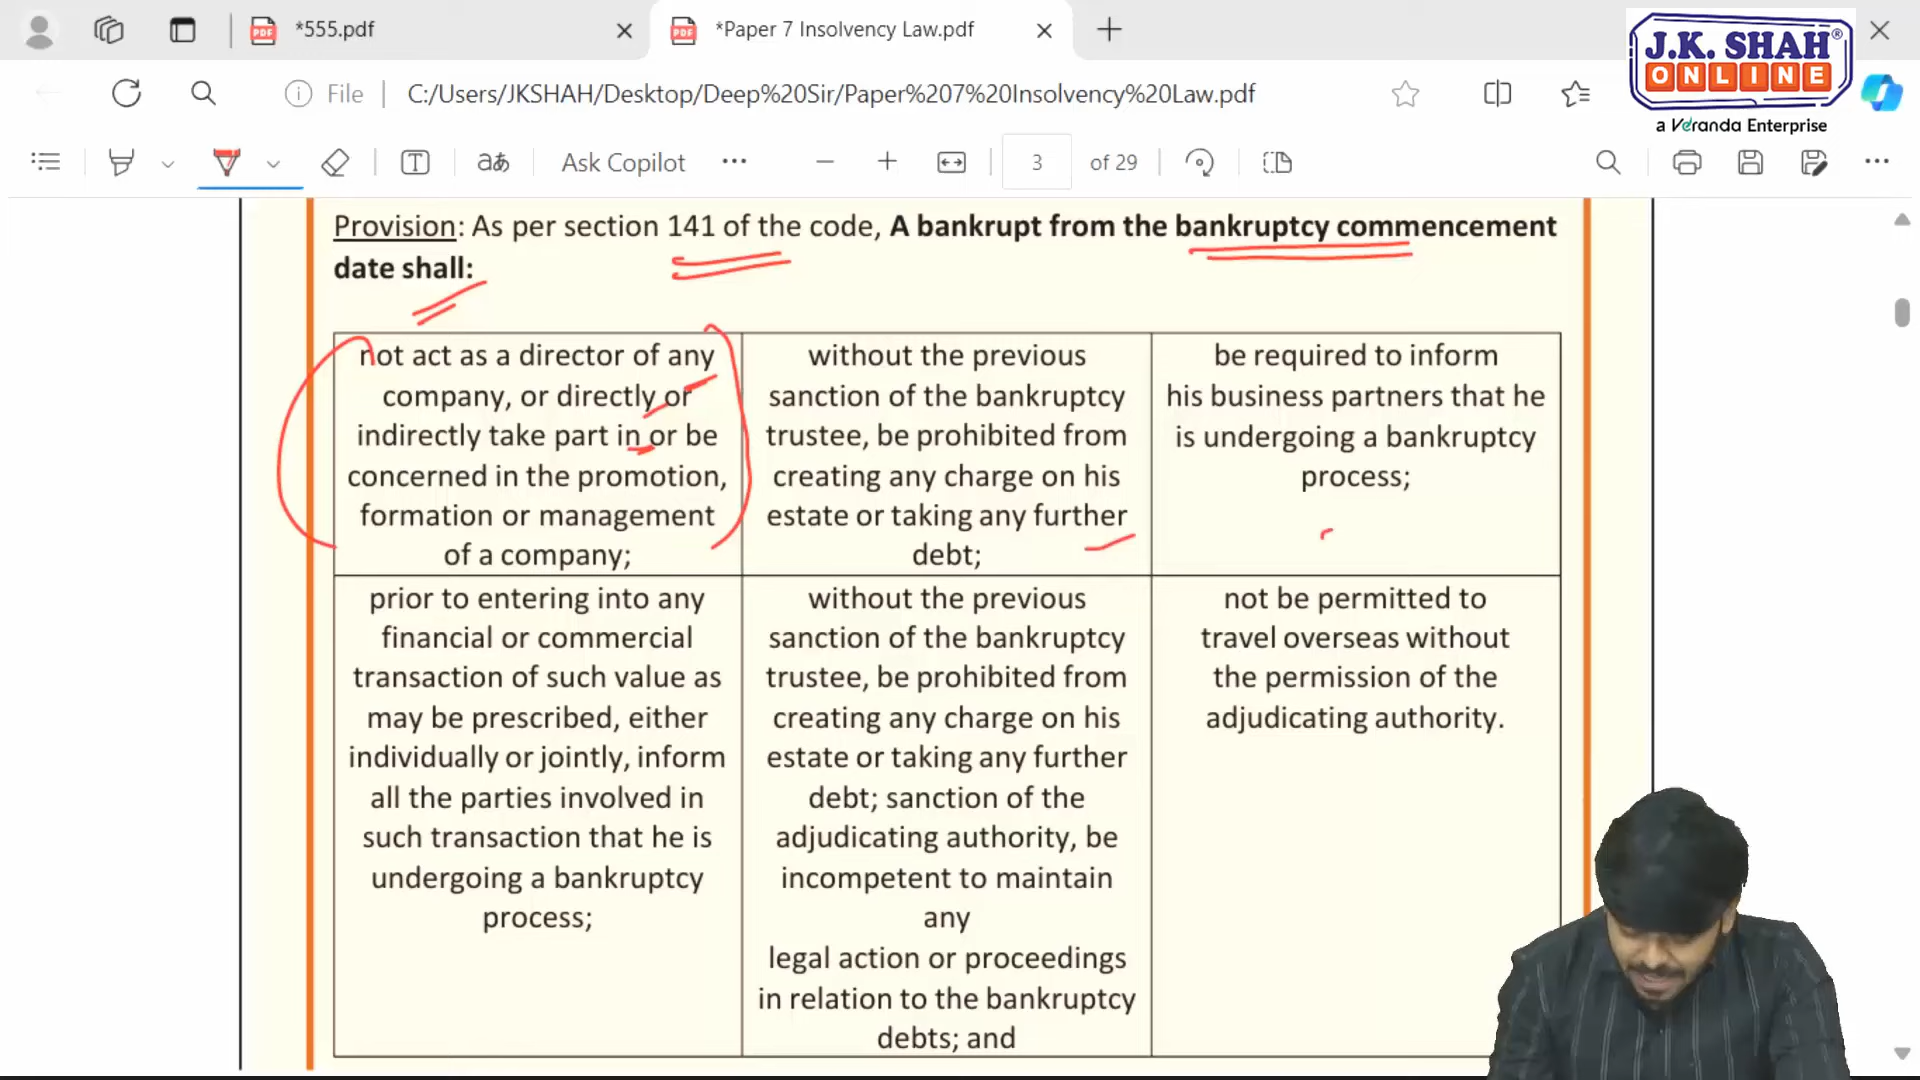 *555.pdf
*Paper 7 Insolvency Law.pdf
J.K. SHAH®
ONLINE
a Veranda Enterprise
File
C:/Users/JKSHAH/Desktop/Deep%20Sir/Paper%207%20Insolvency%20Law.pdf
T
aあ
Ask Copilot
3
of 29
Provision: As per section 141 of the code, A bankrupt from the bankruptcy commencement
date shall:
not act as a director of any
company, or directly or
indirectly take part in or be
concerned in the promotion,
formation or management
of a company;
without the previous
sanction of the bankruptcy
trustee, be prohibited from
creating any charge on his
estate or taking any further
debt;
be required to inform
his business partners that he
is undergoing a bankruptcy
process;
prior to entering into any
financial or commercial
transaction of such value as
may be prescribed, either
individually or jointly, inform
all the parties involved in
such transaction that he is
undergoing a bankruptcy
process;
without the previous
sanction of the bankruptcy
trustee, be prohibited from
creating any charge on his
estate or taking any further
debt; sanction of the
adjudicating authority, be
incompetent to maintain
any
legal action or proceedings
in relation to the bankruptcy
debts; and
not be permitted to
travel overseas without
the permission of the
adjudicating authority.